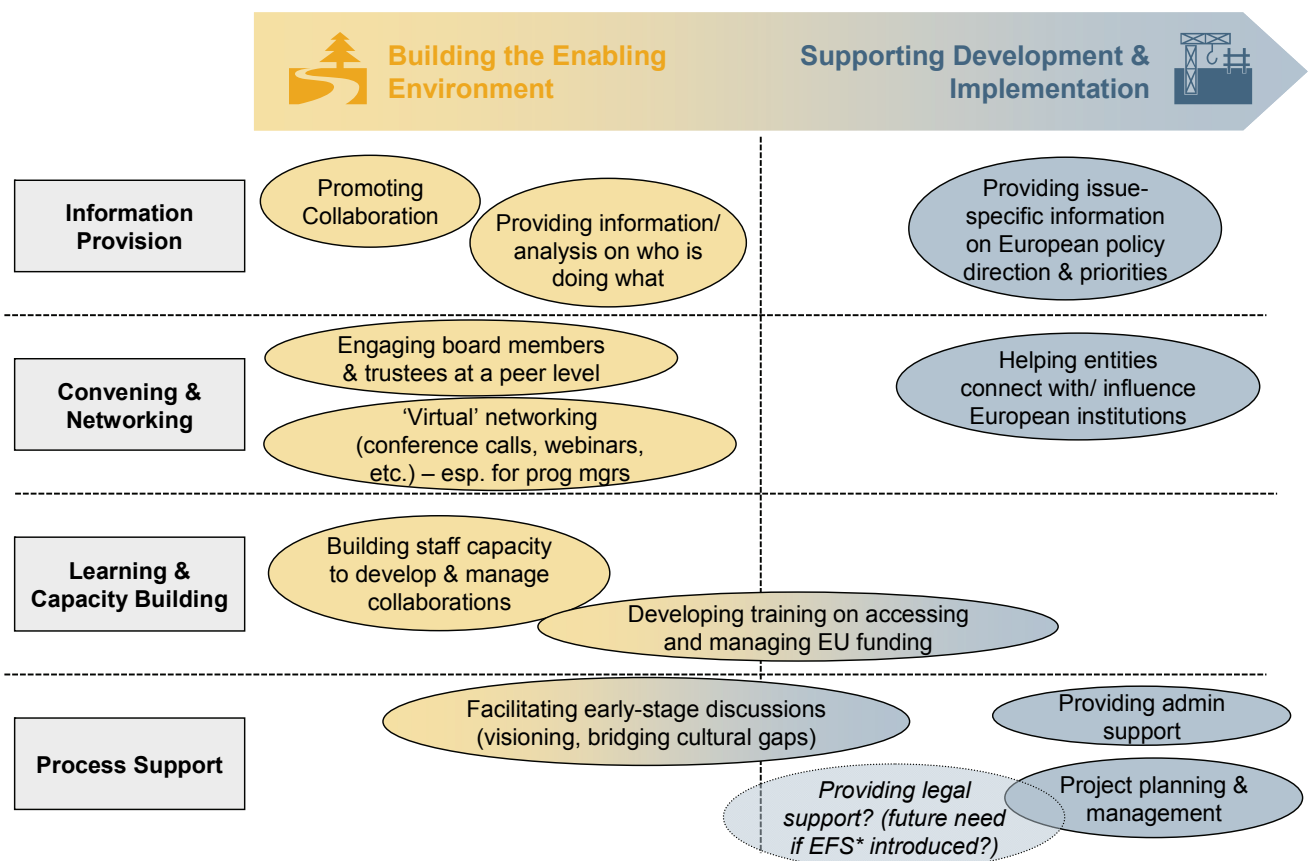 Building the Enabling
Environment
Supporting Development &
Implementation
Information
Provision
Promoting
Collaboration
Providing information/
analysis on who is
doing what
Providing issue-
specific information
on European policy
direction & priorities
Convening &
Networking
Engaging board members
& trustees at a peer level
‘Virtual’ networking
(conference calls, webinars,
etc.) – esp. for prog mgrs
Helping entities
connect with/ influence
European institutions
Learning &
Capacity Building
Building staff capacity
to develop & manage
collaborations
Developing training on accessing
and managing EU funding
Process Support
Facilitating early-stage discussions
(visioning, bridging cultural gaps)
Providing admin
support
Providing legal
support? (future need
if EFS* introduced?)
Project planning &
management